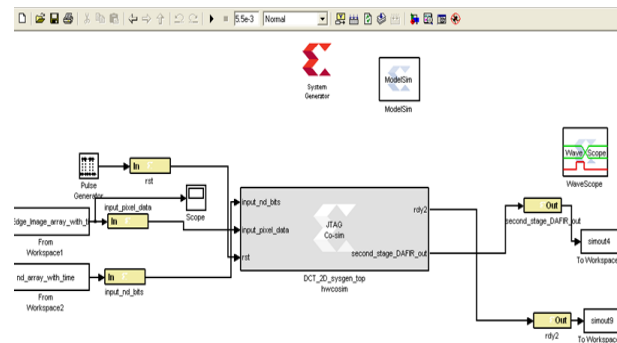 5.5e-3
Normal
System
Generator
ModelSim
ModelSim
Wave Scope
WaveScope
Pulse
Generator
In
rst
Scope
input_pixel_data
Edge_Image_array_with_t
In
From
Workspace1
nd_array_with_time
In
From
Workspace2
input_nd_bits
input_nd_bits
input_pixel_data
rst
JTAG
Co-sim
rdy2
second_stage_DAFIR_out
DCT_2D_sysgen_top
hwcosim
Out
second_stage_DAFIR_out
simout4
To Workspace
Out
rdy2
simout9
To Workspace